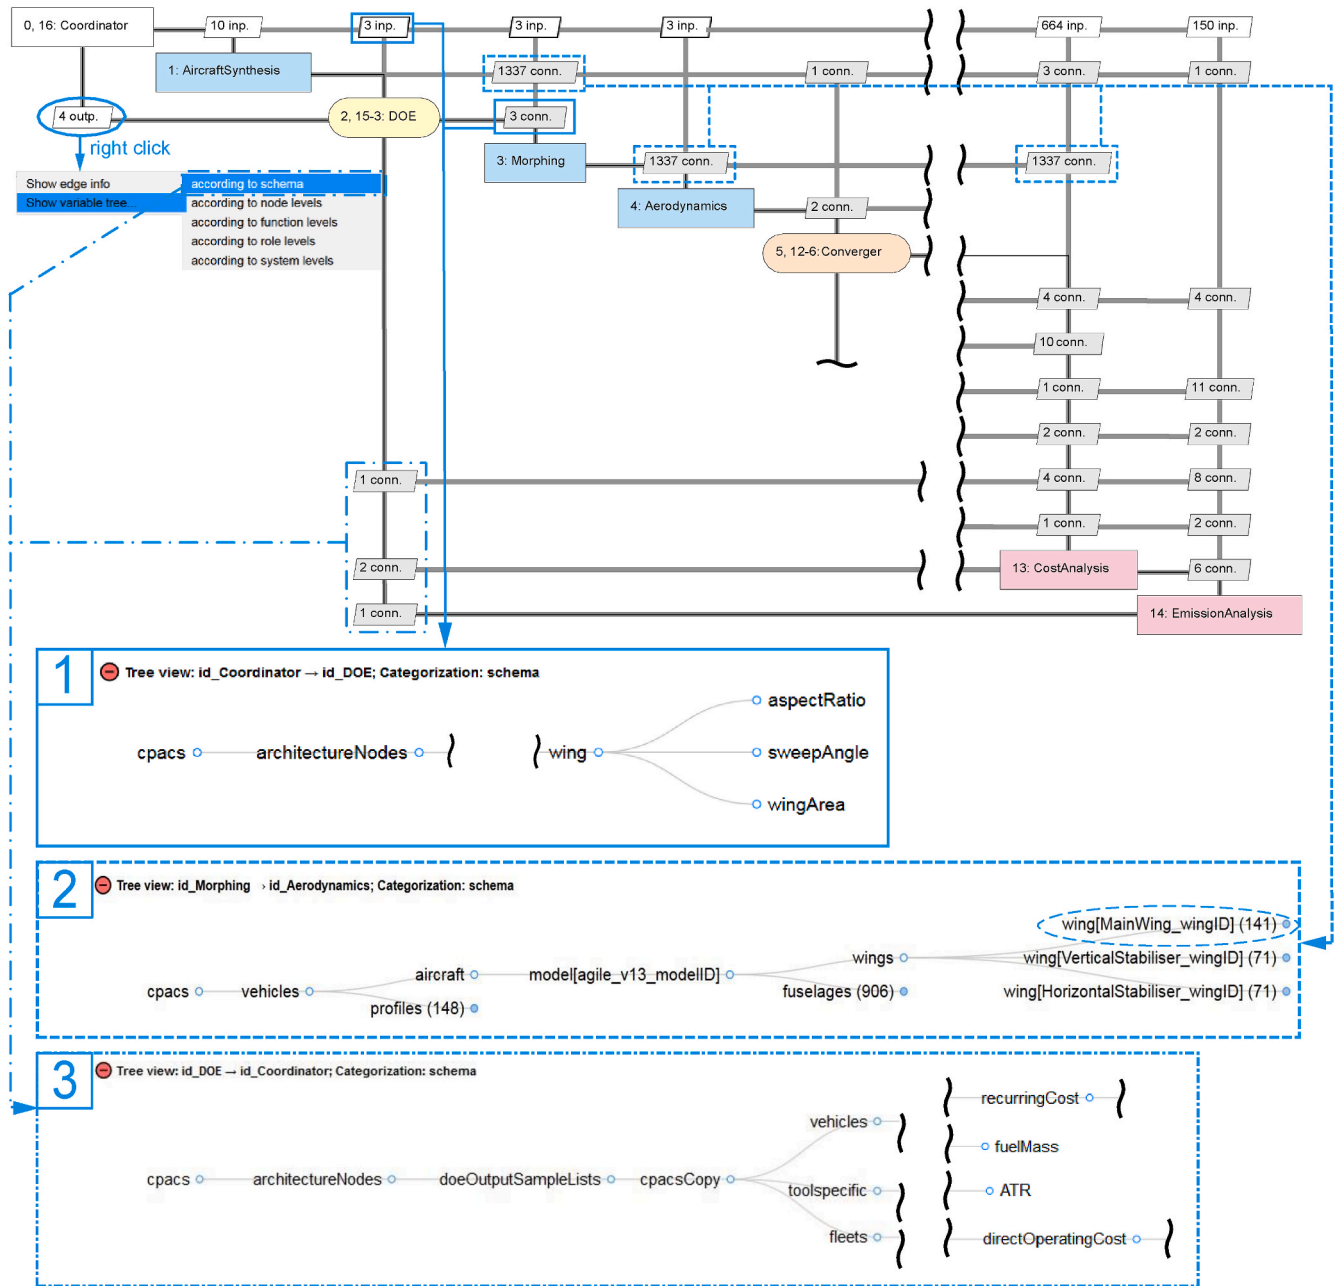 0, 16: Coordinator
10 inp.
3 inp.
3 inp.
3 inp.
664 inp.
150 inp.
1: AircraftSynthesis
1337 conn.
1 conn.
3 conn.
1 conn.
4 outp.
2, 15-3: DOE
3 conn.
right click
3: Morphing
1337 conn.
1337 conn.
Show edge info
Show variable tree...
according to schema
according to node levels
according to function levels
according to role levels
according to system levels
4: Aerodynamics
2 conn.
5, 12-6:Converger
4 conn.
4 conn.
10 conn.
1 conn.
11 conn.
2 conn.
2 conn.
1 conn.
4 conn.
8 conn.
1 conn.
2 conn.
2 conn.
13: CostAnalysis
6 conn.
1 conn.
14: EmissionAnalysis
1
Tree view: id_Coordinator → id_DOE; Categorization: schema
aspectRatio
cpacs
architectureNodes
wing
sweepAngle
wingArea
2
Tree view: id_Morphing → id_Aerodynamics; Categorization: schema
wing[MainWing_wingID] (141)
wings
wing[VerticalStabiliser_wingID] (71)
aircraft
model[agile_v13_modelID]
cpacs
vehicles
fuselages (906)
wing[HorizontalStabiliser_wingID] (71)
profiles (148)
3
Tree view: id_DOE → id_Coordinator; Categorization: schema
recurringCost
vehicles
fuelMass
cpacs
architectureNodes
doeOutputSampleLists
cpacsCopy
toolspecific
ATR
fleets
directOperatingCost